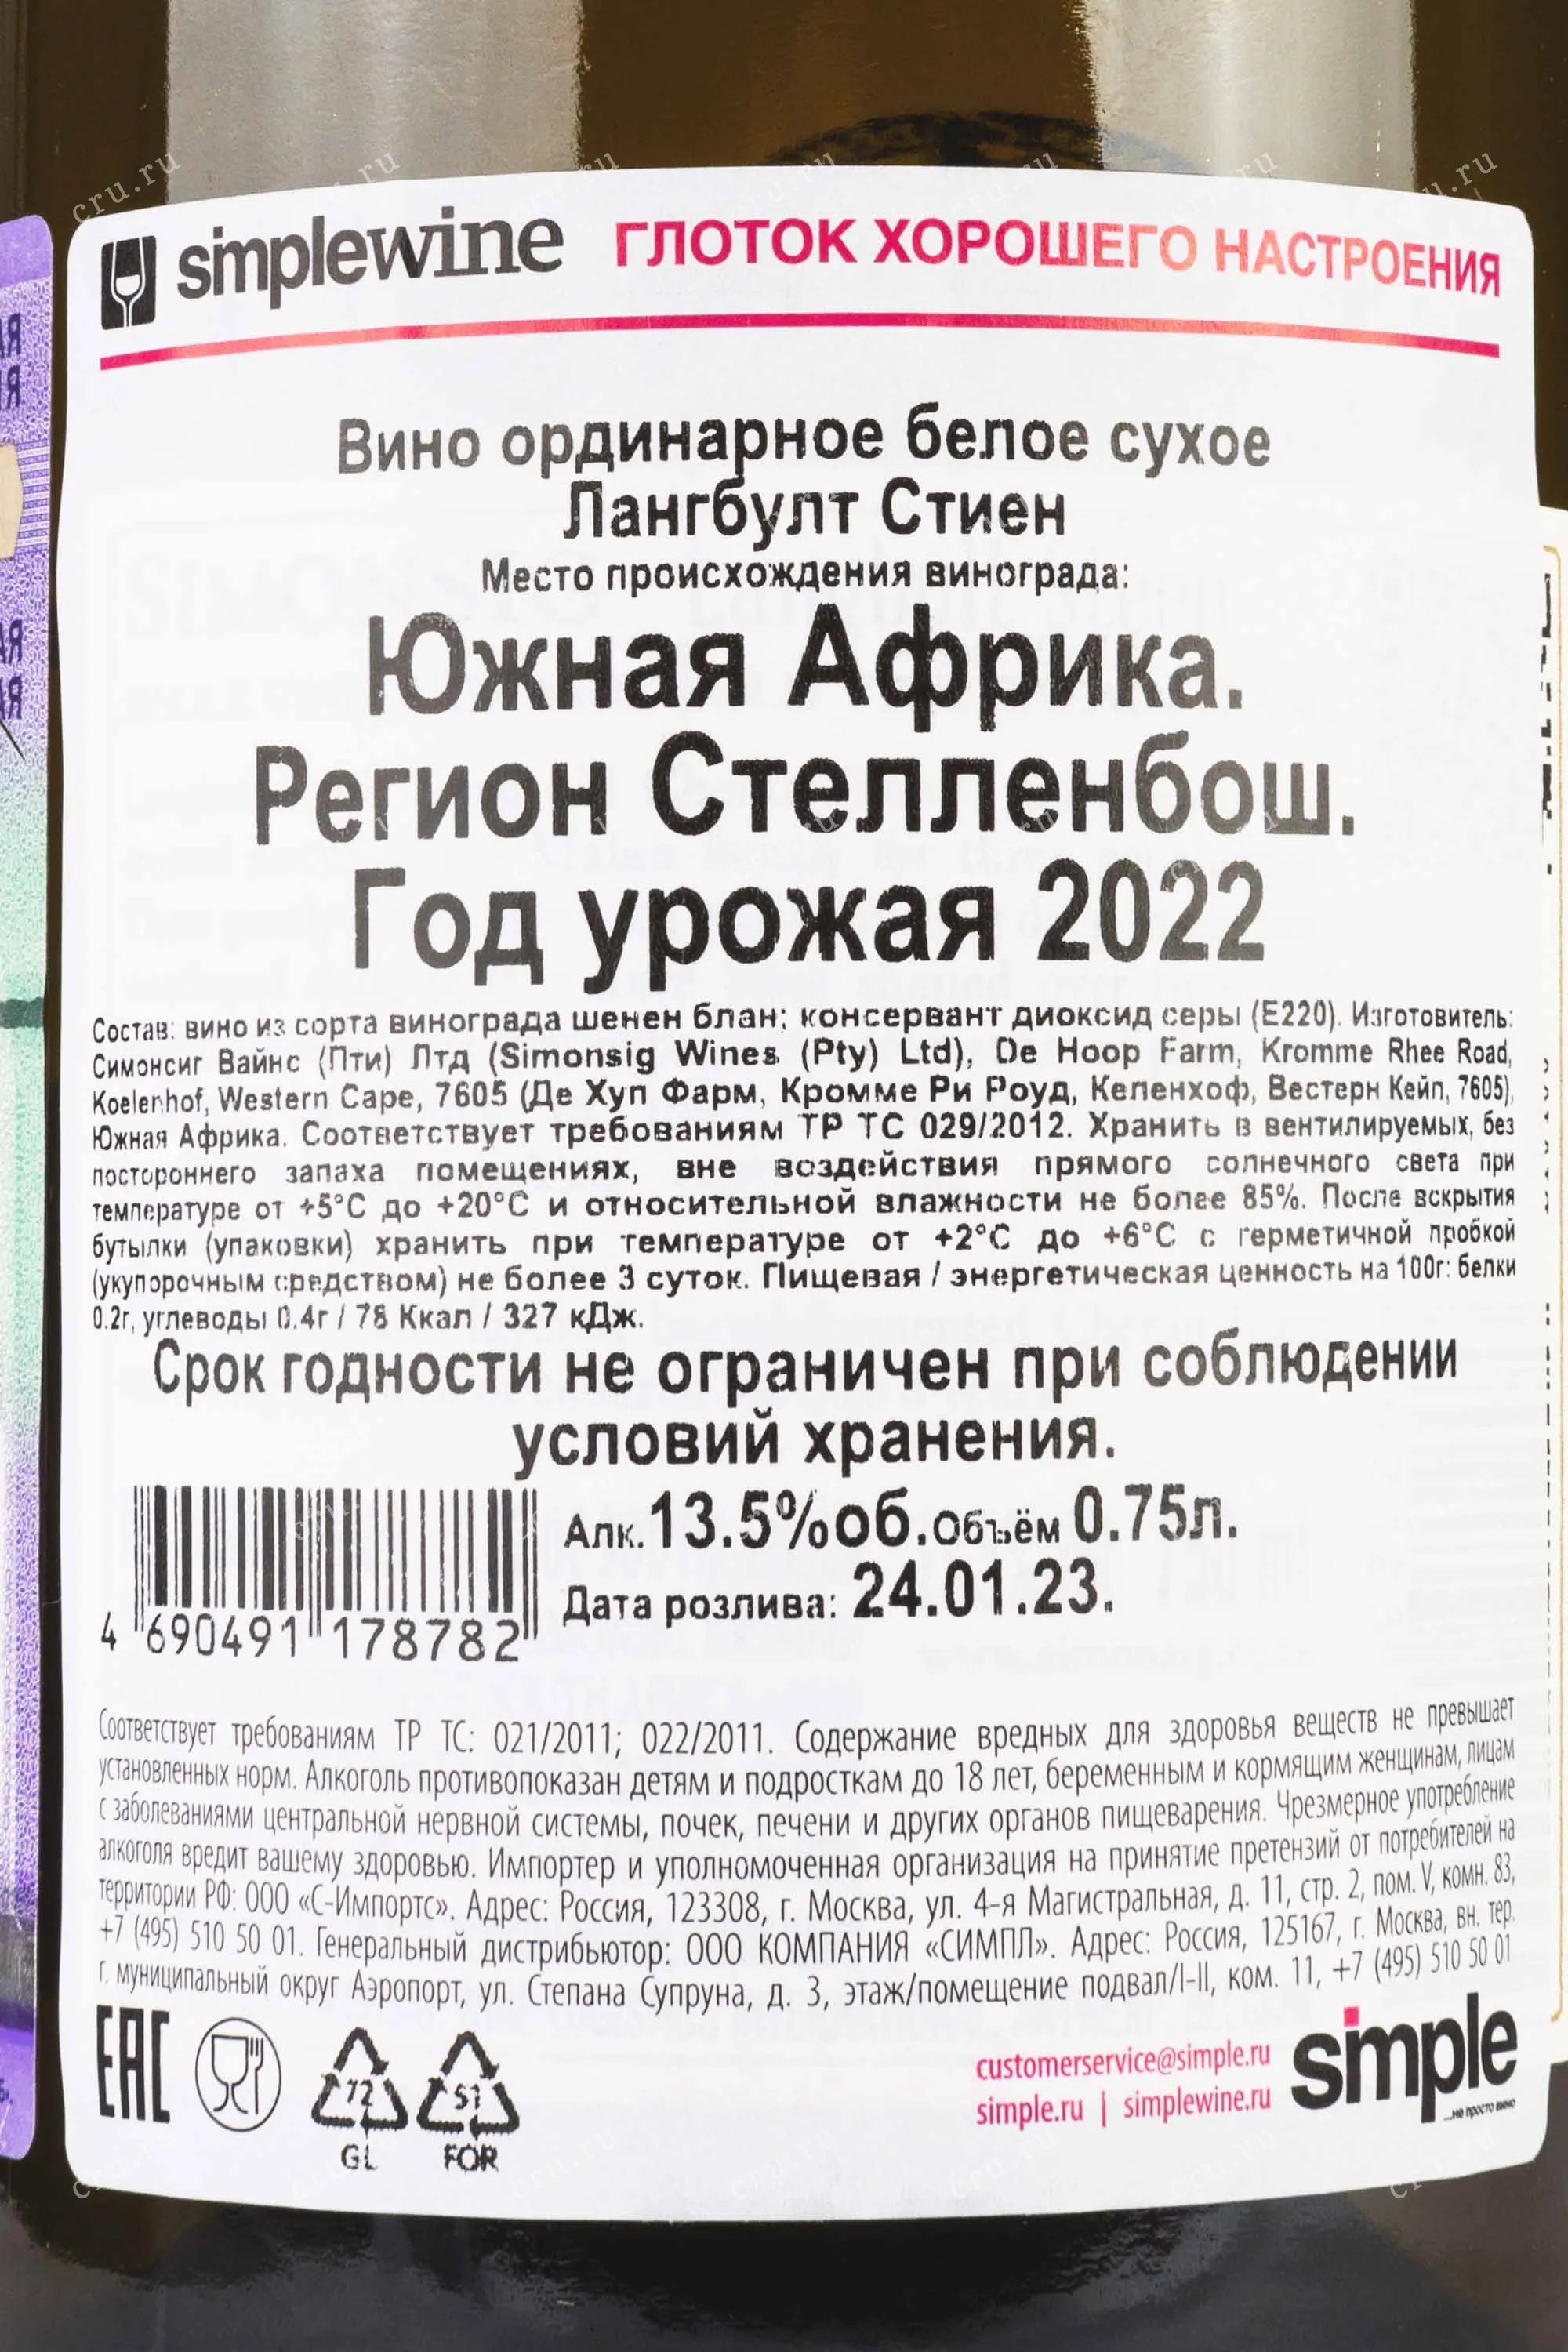 simplewine ГЛОТОК ХОРОШЕГО НАСТРОЕНИЯ
Вино ординарное белое сухое
Лангбулт Стиен
Место происхождения винограда:
Южная Африка.
Регион Стелленбош.
Год урожая 2022
Состав: вино из сорта винограда шенен блан; консервант диоксид серы (Е220). Изготовитель:
Симонсиг Вайнс (Пти) Лтд (Simonsig Wines (Pty) Ltd), De Hoop Farm, Kromme Rhee Road,
Koelenhof, Western Cape, 7605 (Де Хуп Фарм, Кромме Ри Роуд, Келенхоф, Вестерн Кейп, 7605),
Южная Африка. Соответствует требованиям ТР ТС 029/2012. Хранить в вентилируемых, без
постороннего запаха помещениях, вне воздействия прямого солнечного света при
температуре от +5°С до +20°С и относительной влажности не более 85%. После вскрытия
бутылки (упаковки) хранить при температуре от +2°С до +6°С с герметичной пробкой
(укупорочным средством) не более 3 суток. Пищевая / энергетическая ценность на 100г: белки
0.2г, углеводы 0.4г / 78 Ккал / 327 кДж.
Срок годности не ограничен при соблюдении
условий хранения.
Алк. 13.5%об. Объём 0.75л.
Дата розлива: 24.01.23.
4 690491 178782
Соответствует требованиям ТР ТС: 021/2011; 022/2011. Содержание вредных для здоровья веществ не превышает
установленных норм. Алкоголь противопоказан детям и подросткам до 18 лет, беременным и кормящим женщинам, лицам
с заболеваниями центральной нервной системы, почек, печени и других органов пищеварения. Чрезмерное употребление
алкоголя вредит вашему здоровью. Импортер и уполномоченная организация на принятие претензий от потребителей на
территории РФ: ООО «С-Импортс». Адрес: Россия, 123308, г. Москва, ул. 4-я Магистральная, д. 11, стр. 2, пом. V, комн. 83,
+7 (495) 510 50 01. Генеральный дистрибьютор: ООО КОМПАНИЯ «СИМПЛ». Адрес: Россия, 125167, г. Москва, вн. тер.
г. муниципальный округ Аэропорт, ул. Степана Супруна, д. 3, этаж/помещение подвал/I-II, ком. 11, +7 (495) 510 50 01
EAC
72
GL
51
FOR
customerservice@simple.ru
simple.ru | simplewine.ru
simple
...не просто вино
cru.ru